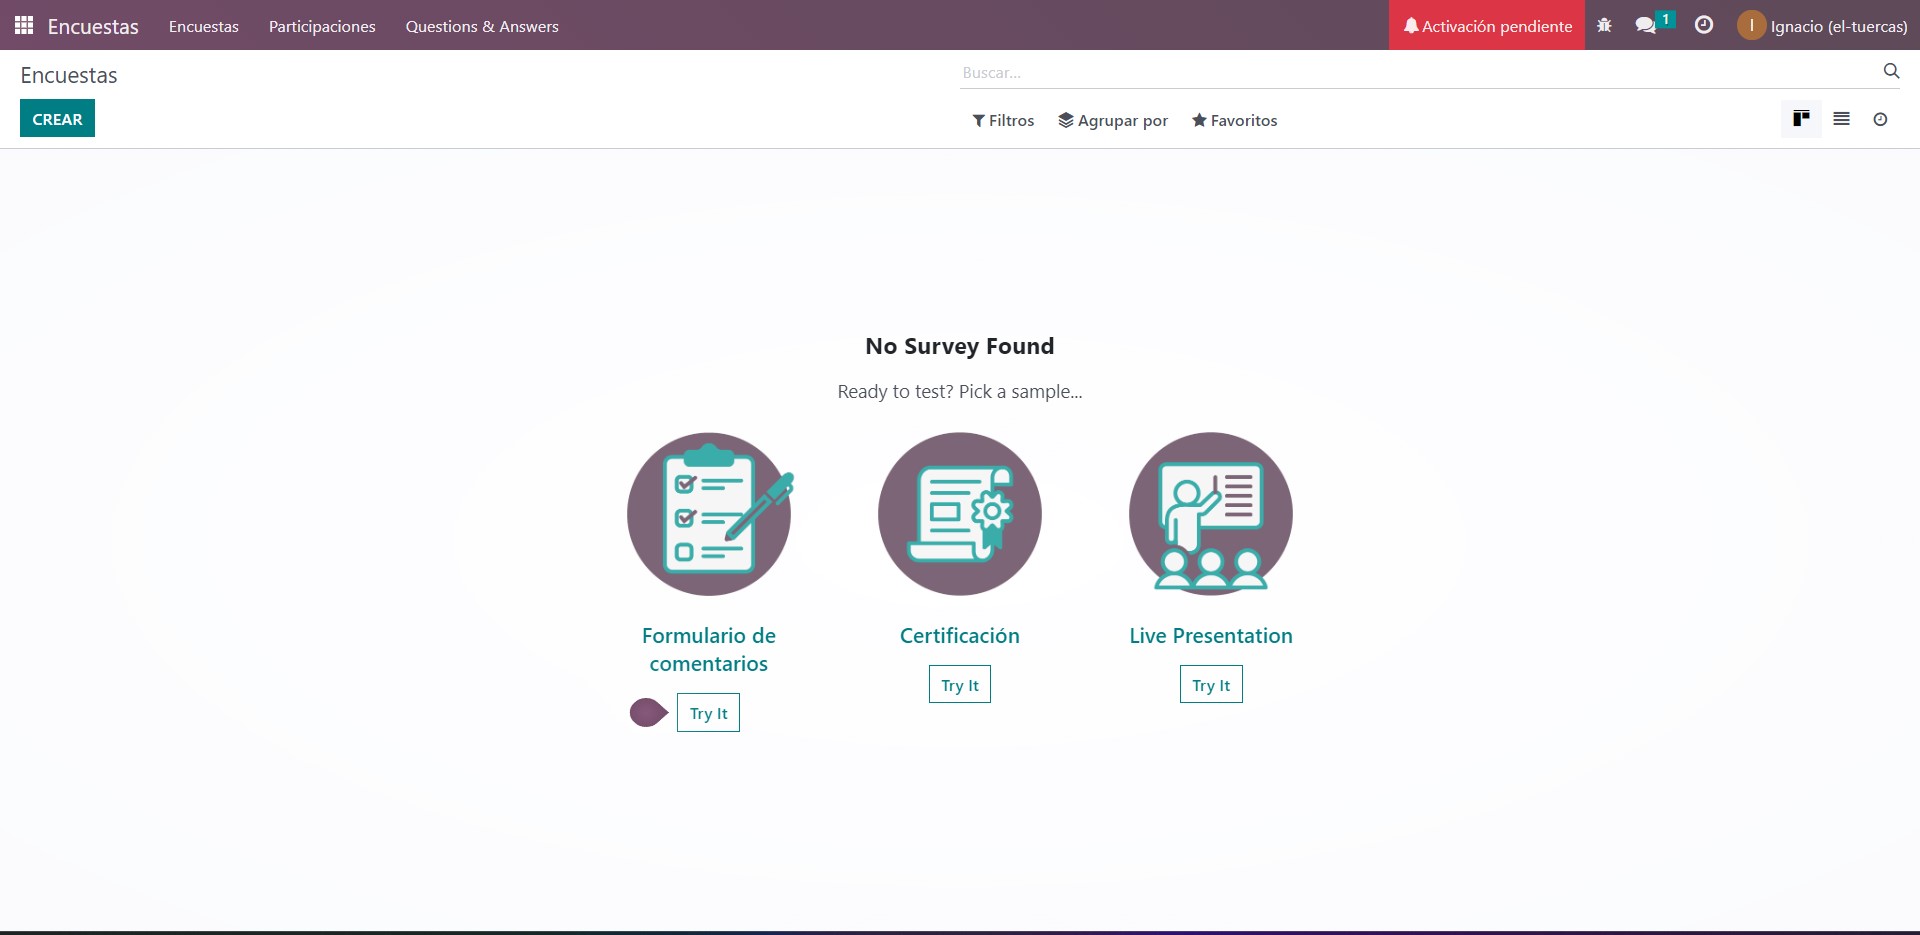 Encuestas Encuestas Participaciones Questions & Answers Activación pendiente 1 I Ignacio (el-tuercas)
Encuestas Buscar...
CREAR Filtros Agrupar por Favoritos
No Survey Found
Ready to test? Pick a sample...
Formulario de comentarios
Try It
Certificación
Try It
Live Presentation
Try It